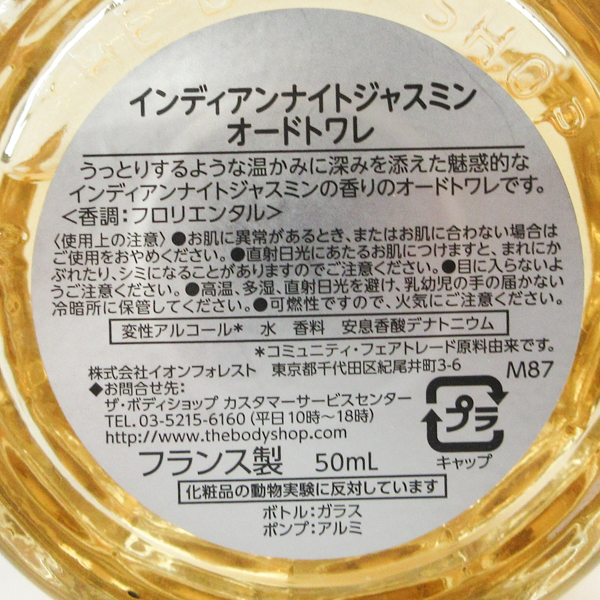 THE BODY SHOP
インディアンナイトジャスミン
オードトワレ
うっとりするような温かみに深みを添えた魅惑的な
インディアンナイトジャスミンの香りのオードトワレです。
<香調:フロリエンタル>
〈使用上の注意〉●お肌に異常があるとき、またはお肌に合わない場合は
ご使用をおやめください。●直射日光にあたるお肌につけますと、まれにか
ぶれたり、シミになることがありますのでご注意ください。●目に入らないよ
うご注意ください。●高温、多湿、直射日光を避け、乳幼児の手の届かない
冷暗所に保管してください。●可燃性ですので、火気にご注意ください。
変性アルコール* 水 香料 安息香酸デナトニウム
*コミュニティ・フェアトレード原料由来です。
株式会社イオンフォレスト 東京都千代田区紀尾井町3-6 M87
◆お問合せ先:
ザ・ボディショップ カスタマーサービスセンター
TEL.03-5215-6160(平日10時~18時)
http://www.thebodyshop.com
プラ
キャップ
フランス製 50mL
化粧品の動物実験に反対しています
ボトル:ガラス
ポンプ:アルミ